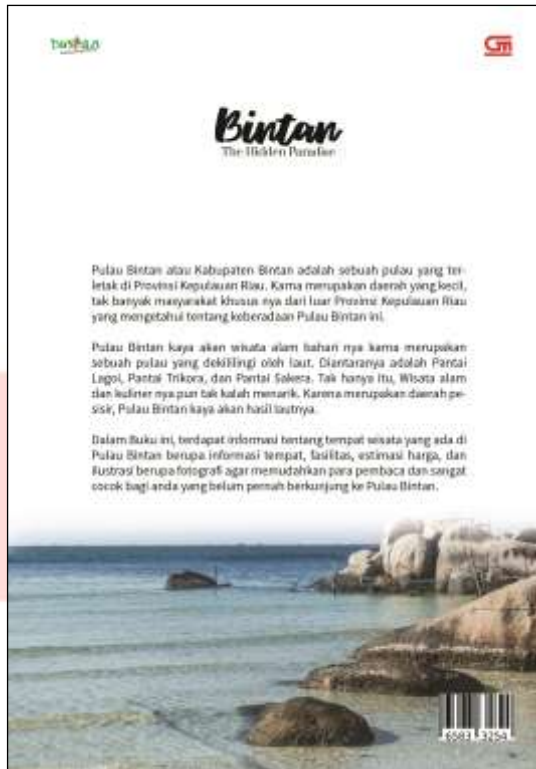 Bintan
The Hidden Paradise
Pulau Bintan atau Kabupaten Bintan adalah sebuah pulau yang ter-
letak di Provinsi Kepulauan Riau. Karna merupakan daerah yang kecil,
tak banyak masyarakat khusus nya dari luar Provinsi Kepulauan Riau
yang mengetahui tentang keberadaan Pulau Bintan ini.
Pulau Bintan kaya akan wisata alam bahari nya karna merupakan
sebuah pulau yang dekililingi oleh laut. Diantaranya adalah Pantai
Lagoi, Pantai Trikora, dan Pantai Sakera. Tak hanya itu, Wisata alam
dan kuliner nya pun tak kalah menarik. Karena merupakan daerah pe-
sisir, Pulau Bintan kaya akan hasil lautnya.
Dalam Buku ini, terdapat informasi tentang tempat wisata yang ada di
Pulau Bintan berupa informasi tempat, fasilitas, estimasi harga, dan
ilustrasi berupa fotografi agar memudahkan para pembaca dan sangat
cocok bagi anda yang belum pernah berkunjung ke Pulau Bintan.